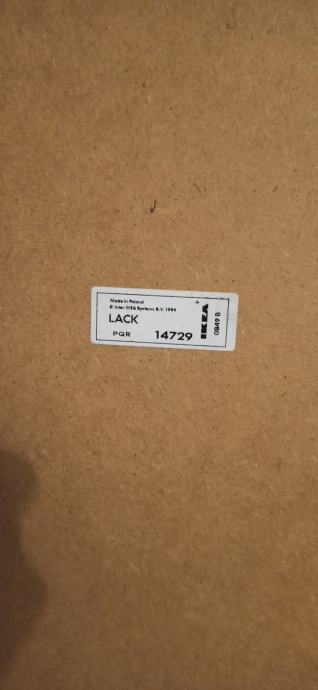 Made in Poland
© Inter IKEA Systems B.V. 1999
LACK
PQR 14729
IKEA®
0849 B